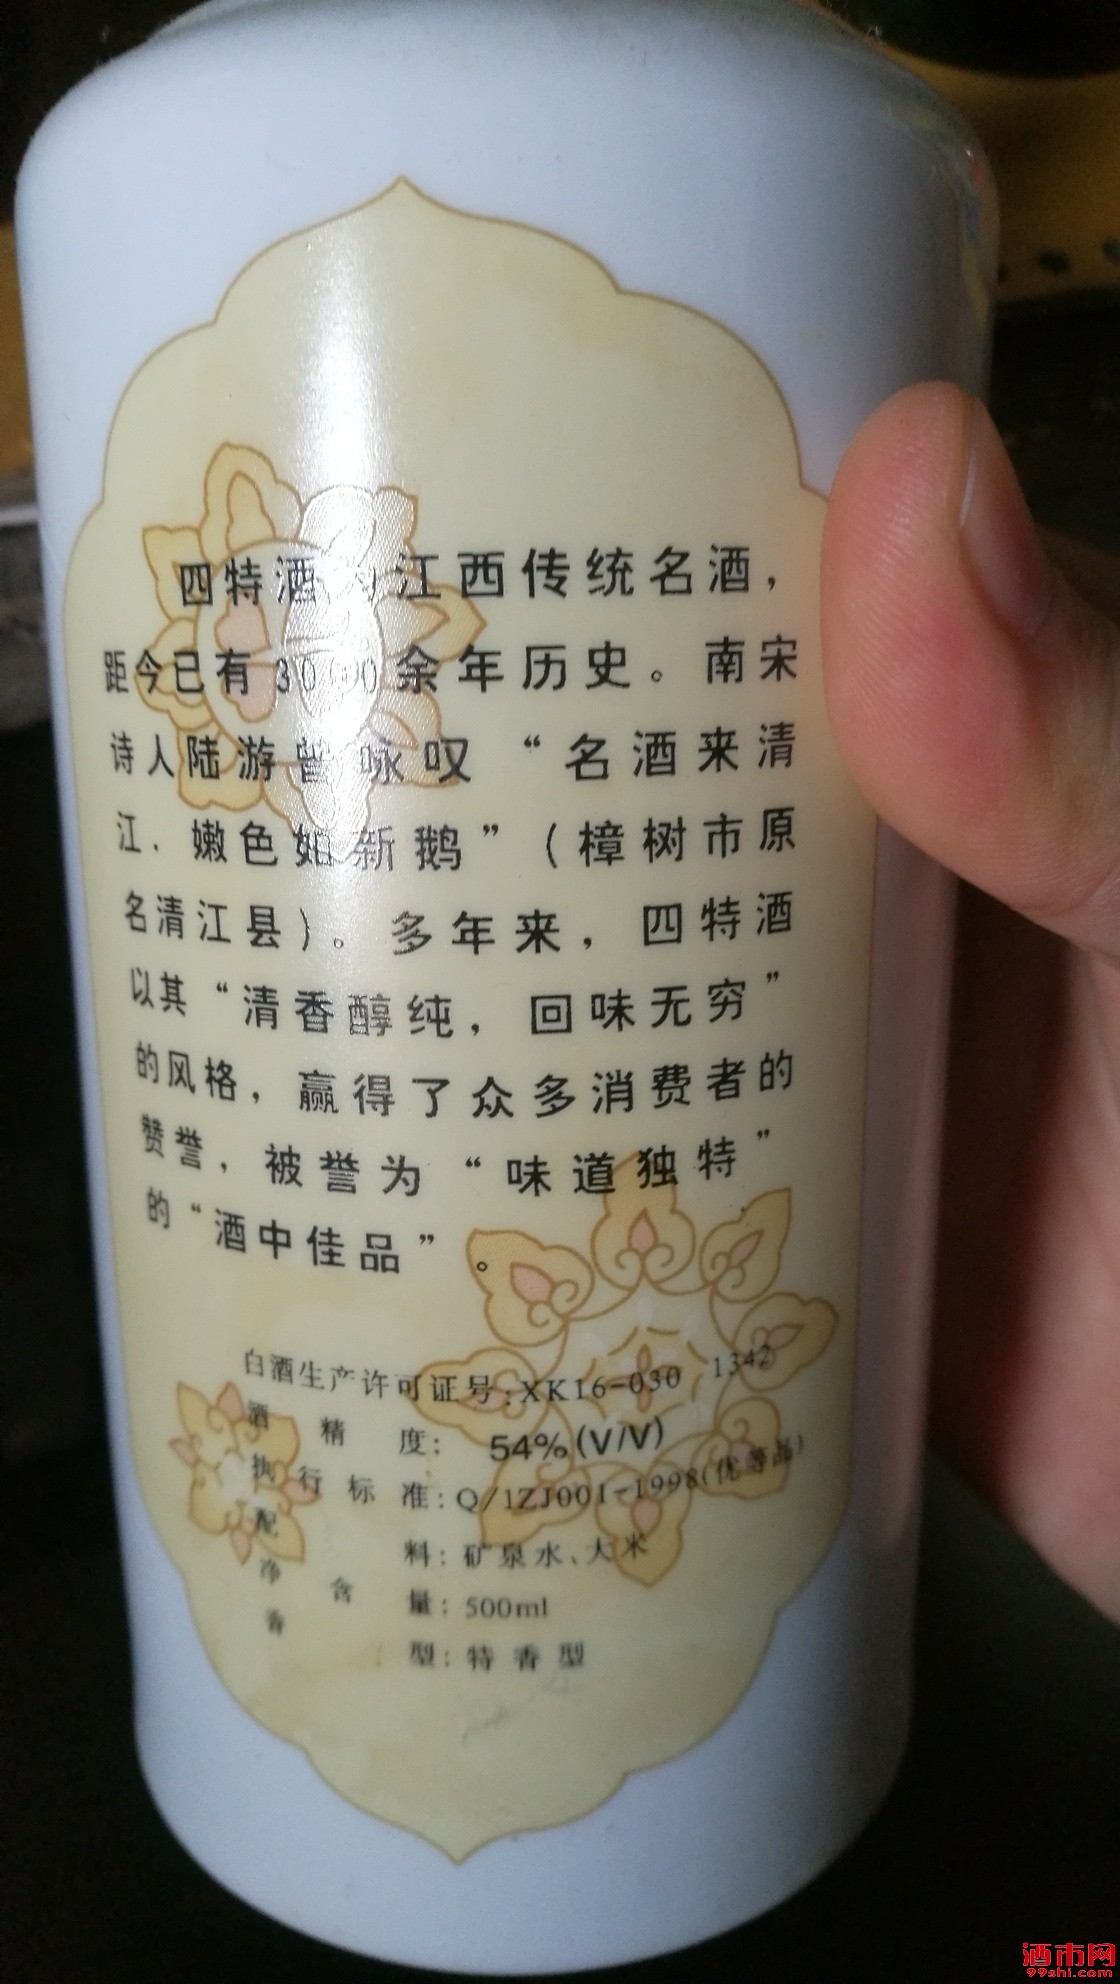 四特酒 江西传统名酒，
距今已有3000余年历史。南宋
诗人陆游曾咏叹“名酒来清
江、嫩色如新鹅”（樟树市原
名清江县）。多年来，四特酒
以其“清香醇纯，回味无穷”
的风格，赢得了众多消费者的
赞誉，被誉为“味道独特”
的“酒中佳品”。
白酒生产许可证号:XK16-030 1342
酒精度: 54%(V/V)
执行标准:Q/1ZJ001-1998(优等品)
配料:矿泉水、大米
净含量:500ml
香型:特香型
酒市网
99shi.com